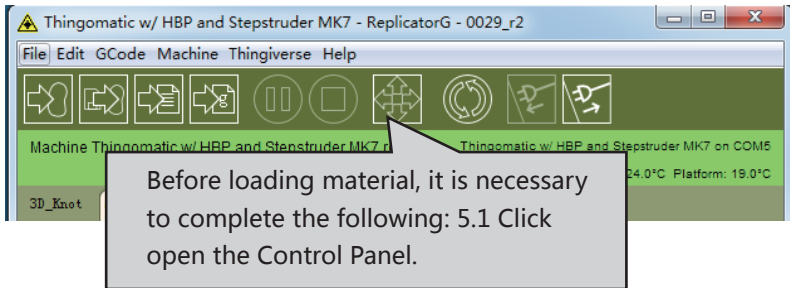 Thingomatic w/ HBP and Stepstruder MK7 - ReplicatorG - 0029_r2
File Edit GCode Machine Thingiverse Help
Machine Thingomatic w/ HBP and Stepstruder MK7 Thingomatic w/ HBP and Stepstruder MK7 on COM5
24.0°C Platform: 19.0°C
3D_Knot
Before loading material, it is necessary
to complete the following: 5.1 Click
open the Control Panel.